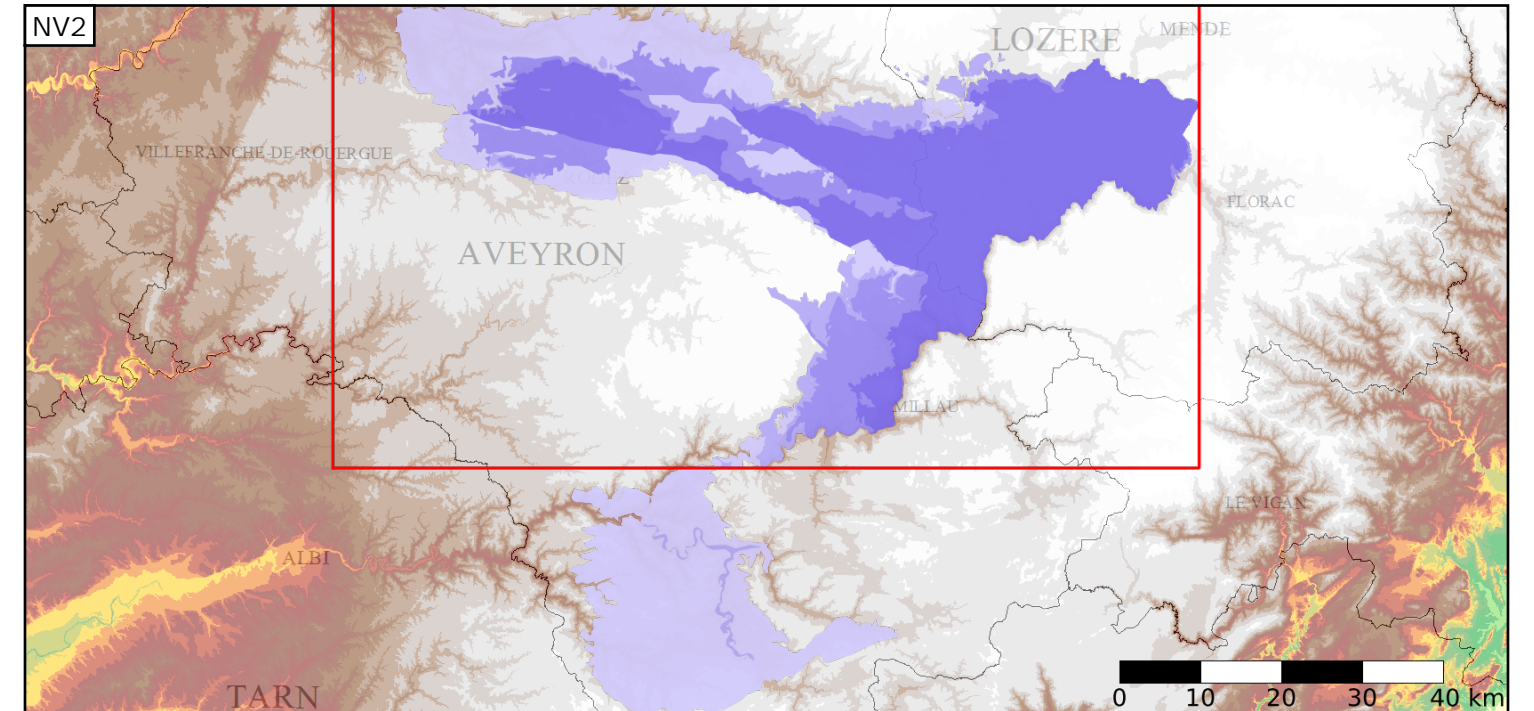 NV2
LOZERE
MENDE
VILLEFRANCHE-DE-ROUERGUE
FLORAC
AVEYRON
MILLAU
LE VIGAN
ALBI
TARN
0 10 20 30 40 km